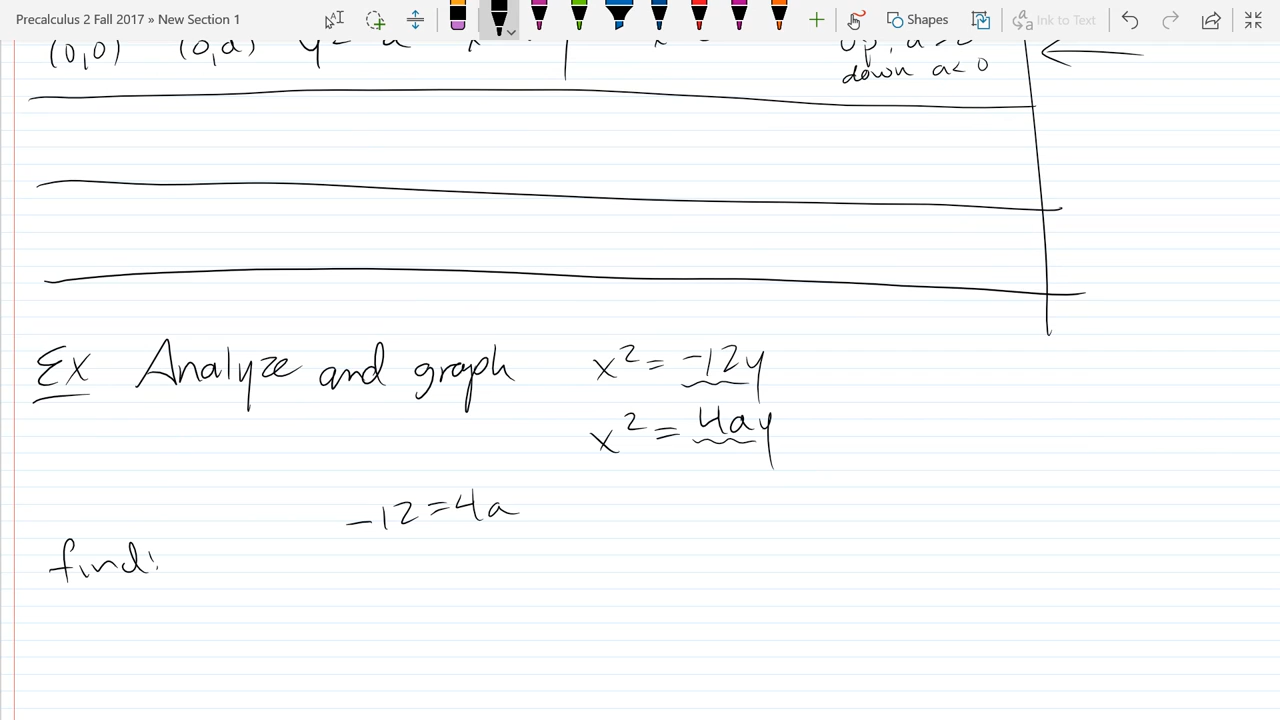 Precalculus 2 Fall 2017 » New Section 1
Shapes
Link to Text
(0,0) (0,a)
down a<0
Ex Analyze and graph x² = -12y
x² = 4ay
-12=4a
find: